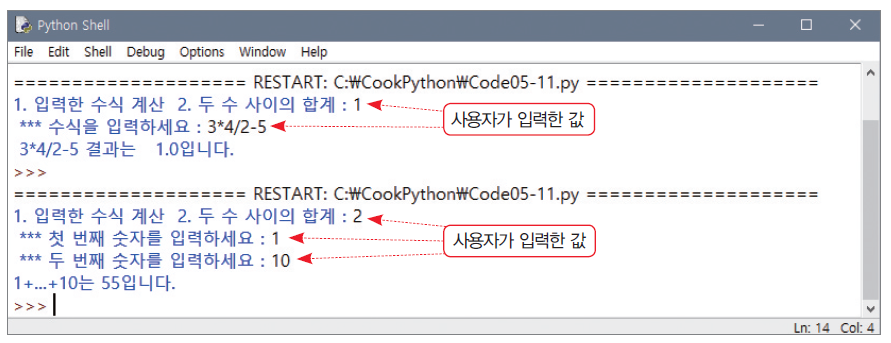 Python Shell
File Edit Shell Debug Options Window Help
==================== RESTART: C:₩CookPython₩Code05-11.py ====================
1. 입력한 수식 계산  2. 두 수 사이의 합계 : 1
사용자가 입력한 값
*** 수식을 입력하세요 : 3*4/2-5
3*4/2-5 결과는   1.0입니다.
>>>
==================== RESTART: C:₩CookPython₩Code05-11.py ====================
1. 입력한 수식 계산  2. 두 수 사이의 합계 : 2
*** 첫 번째 숫자를 입력하세요 : 1
사용자가 입력한 값
*** 두 번째 숫자를 입력하세요 : 10
1+...+10는 55입니다.
>>>
Ln: 14 Col: 4